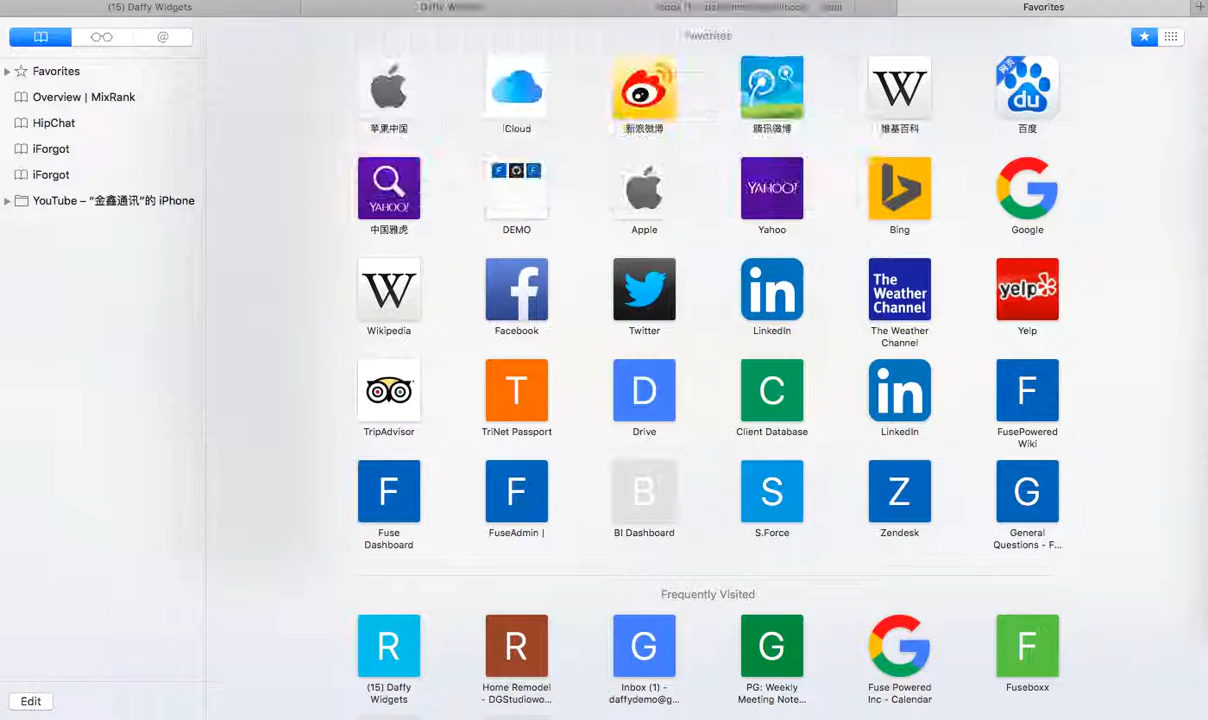 (15) Daffy Widgets
Favorites
@
Favorites
Favorites
Overview | MixRank
HipChat
iForgot
iForgot
YouTube – “金鑫通讯”的 iPhone
苹果中国
iCloud
新浪微博
腾讯微博
W
维基百科
网页
du
百度
YAHOO!
中国雅虎
DEMO
Apple
YAHOO!
Yahoo
Bing
Google
W
Wikipedia
f
Facebook
Twitter
in
LinkedIn
The
Weather
Channel
The Weather
Channel
yelp
Yelp
TripAdvisor
T
TriNet Passport
D
Drive
C
Client Database
in
LinkedIn
F
FusePowered
Wiki
F
Fuse
Dashboard
F
FuseAdmin |
B
BI Dashboard
S
S.Force
Z
Zendesk
G
General
Questions - F...
Frequently Visited
R
(15) Daffy
Widgets
R
Home Remodel
- DGStudiowo...
G
Inbox (1) -
daffydemo@g...
G
PG: Weekly
Meeting Note...
Fuse Powered
Inc - Calendar
F
Fuseboxx
Edit